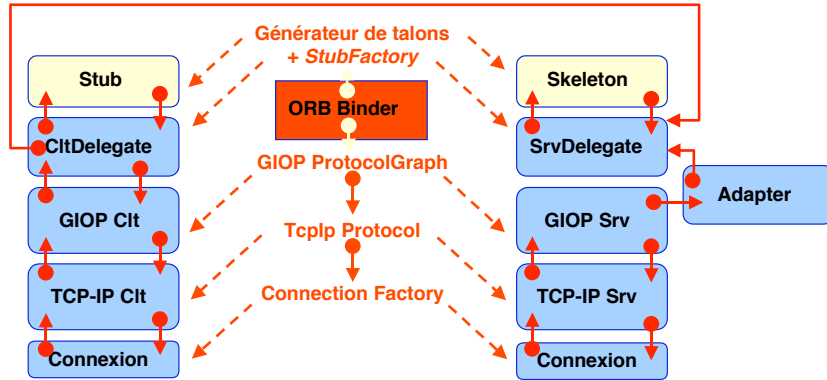 Générateur de talons
+ StubFactory
Stub
Skeleton
ORB Binder
CltDelegate
SrvDelegate
GIOP ProtocolGraph
Adapter
GIOP Clt
GIOP Srv
TcpIp Protocol
TCP-IP Clt
Connection Factory
TCP-IP Srv
Connexion
Connexion